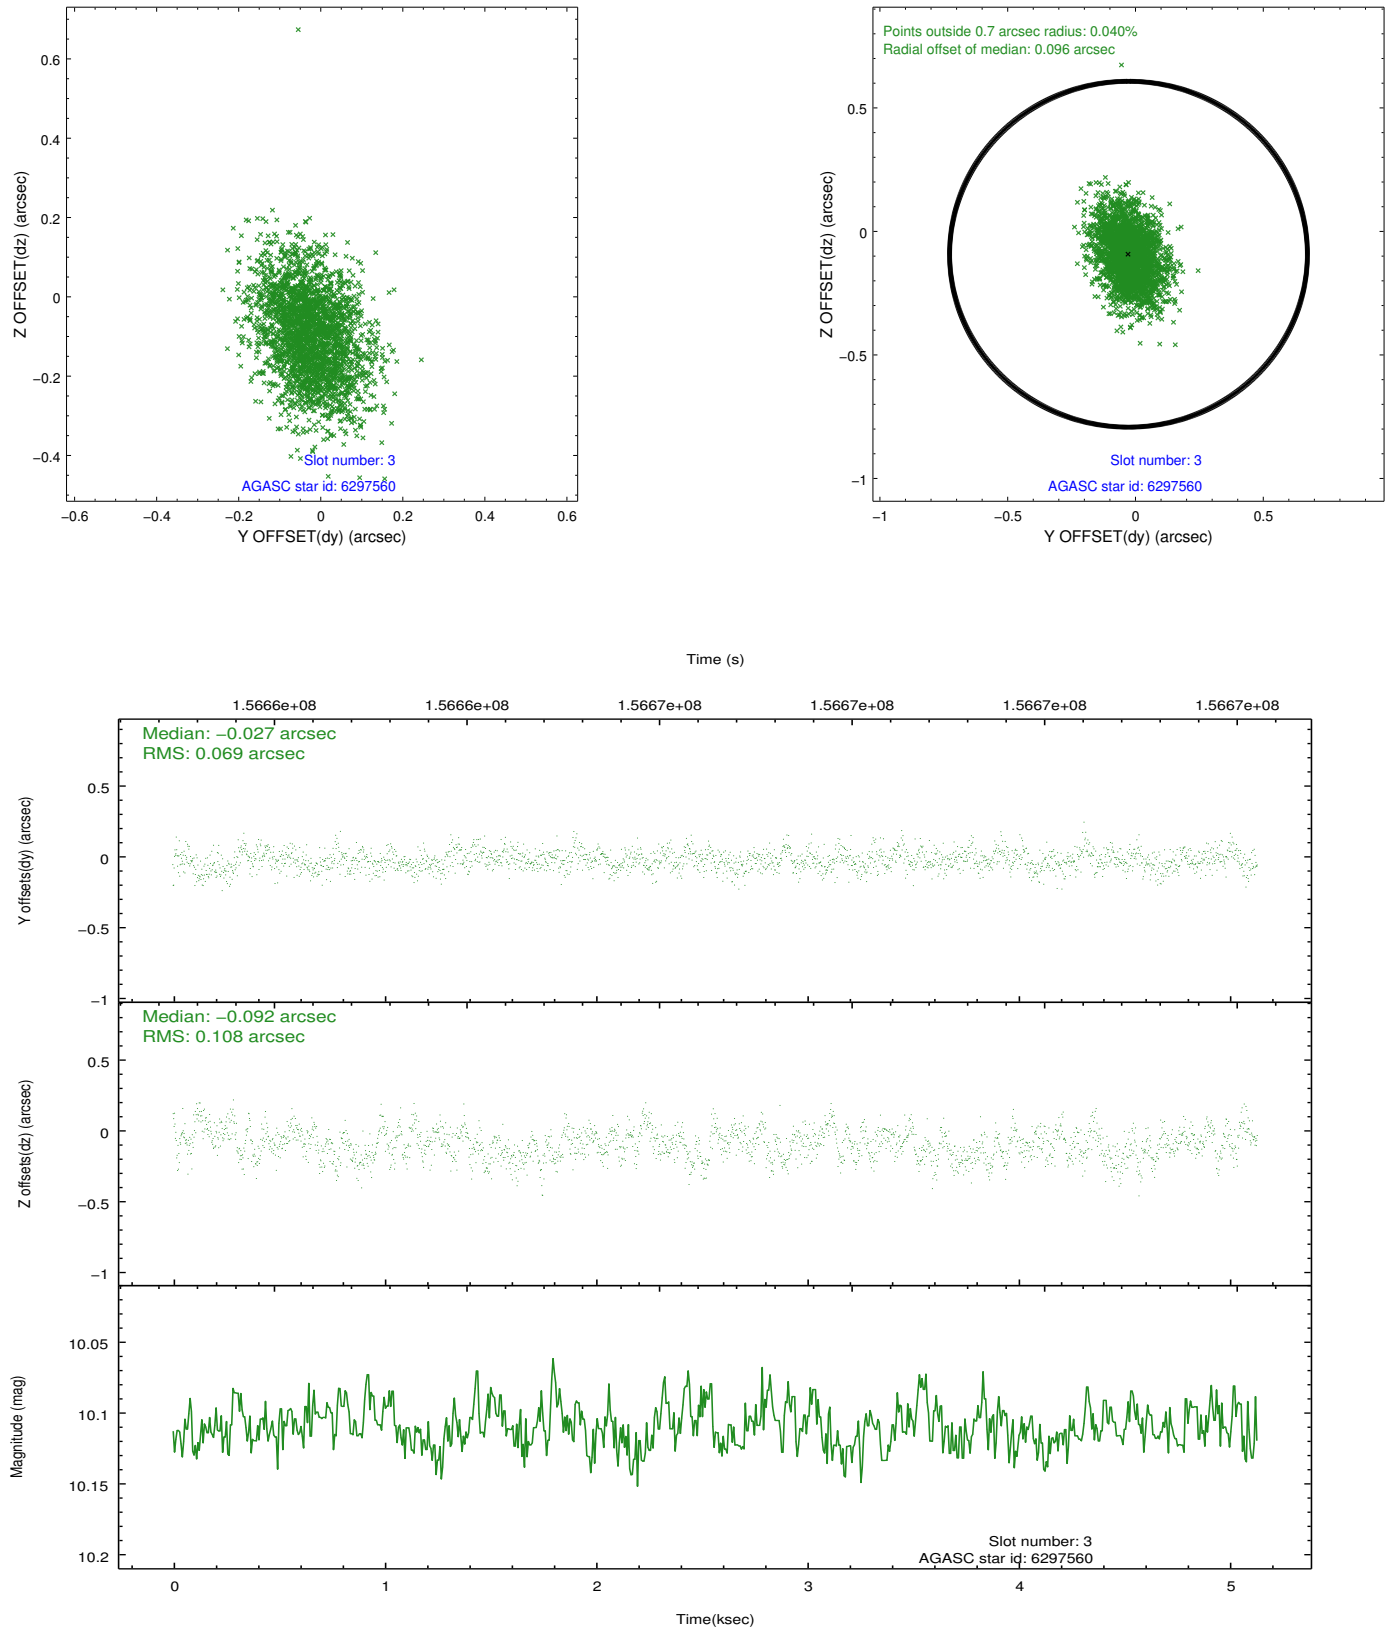 0.6
0.4
0.2
0
−0.2
−0.4
Z OFFSET(dz) (arcsec)
Slot number: 3
AGASC star id: 6297560
−0.6
−0.4
−0.2
0
0.2
0.4
0.6
Y OFFSET(dy) (arcsec)
Points outside 0.7 arcsec radius: 0.040%
Radial offset of median: 0.096 arcsec
0.5
0
−0.5
−1
Z OFFSET(dz) (arcsec)
Slot number: 3
AGASC star id: 6297560
−1
−0.5
0
0.5
Y OFFSET(dy) (arcsec)
Time (s)
1.5666e+08
1.5666e+08
1.5667e+08
1.5667e+08
1.5667e+08
1.5667e+08
Median: −0.027 arcsec
RMS: 0.069 arcsec
0.5
0
−0.5
−1
Y offsets(dy) (arcsec)
Median: −0.092 arcsec
RMS: 0.108 arcsec
0.5
0
−0.5
−1
Z offsets(dz) (arcsec)
10.05
10.1
10.15
10.2
Magnitude (mag)
Slot number: 3
AGASC star id: 6297560
0
1
2
3
4
5
Time(ksec)